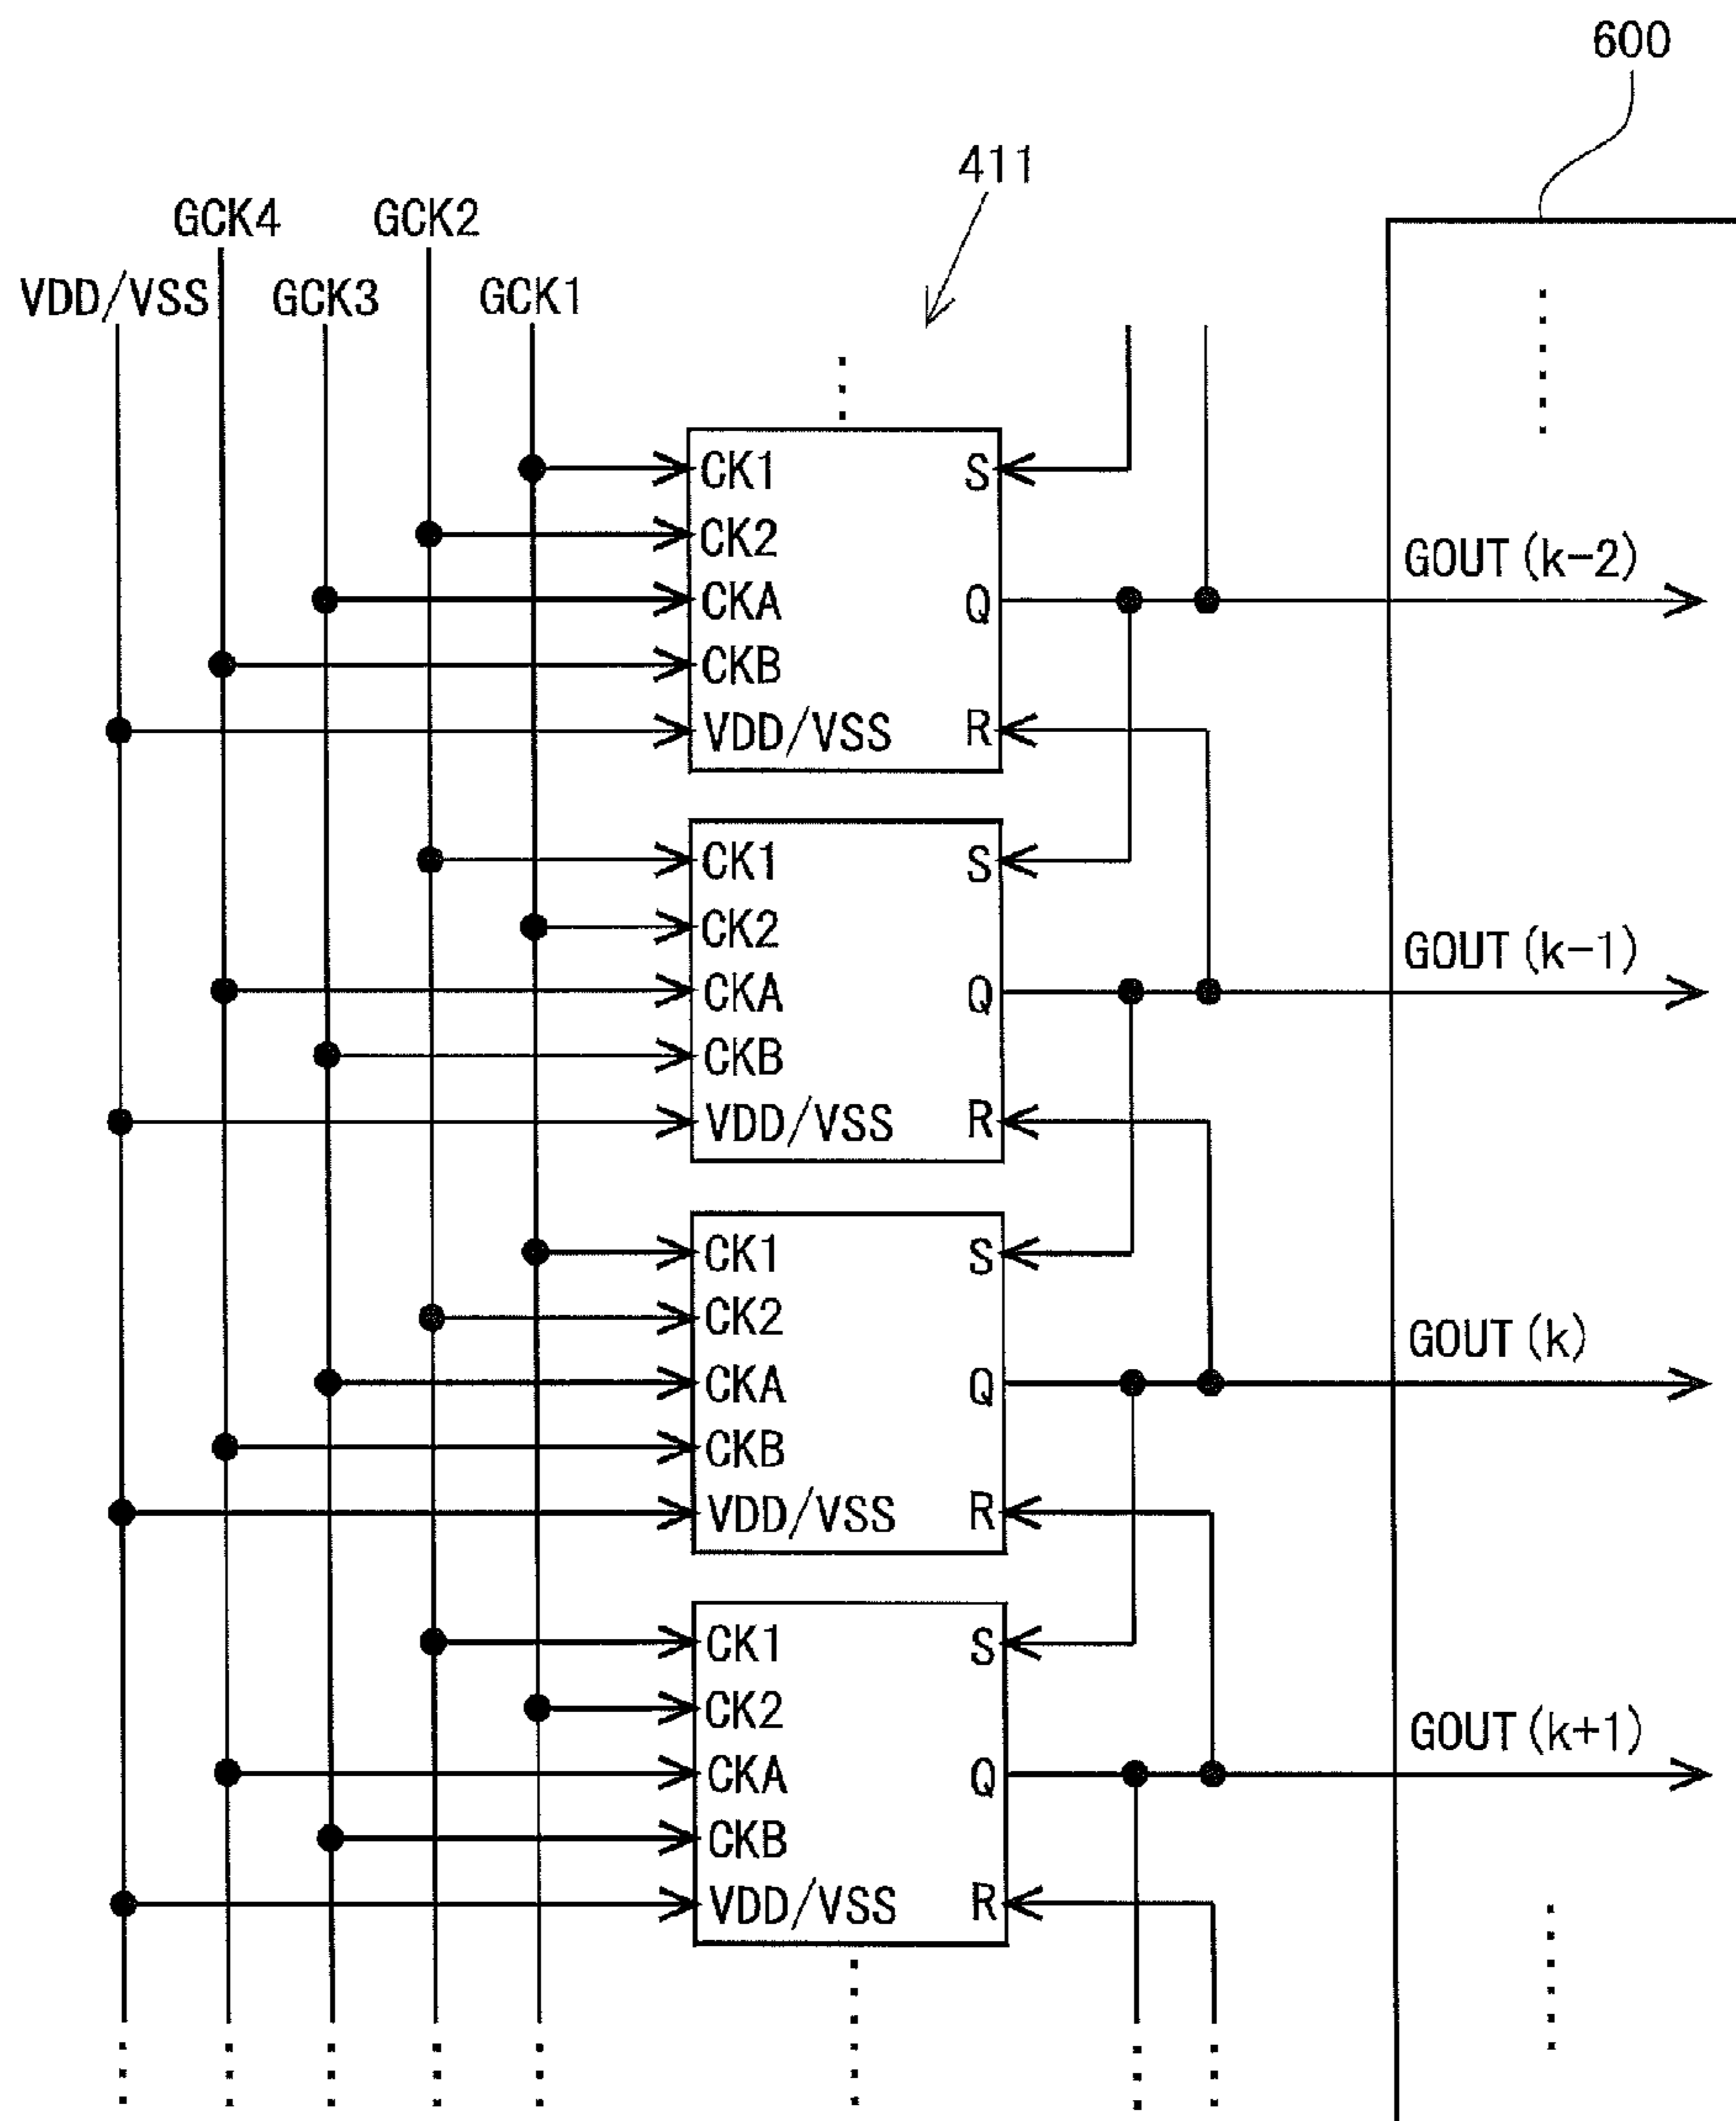 600
411
GCK4 GCK2
VDD/VSS GCK3 GCK1
CK1 S
CK2
GOUT (k-2)
CKA Q
CKB
VDD/VSS R
CK1 S
CK2
GOUT (k-1)
CKA Q
CKB
VDD/VSS R
CK1 S
CK2
GOUT (k)
CKA Q
CKB
VDD/VSS R
CK1 S
CK2
GOUT (k+1)
CKA Q
CKB
VDD/VSS R